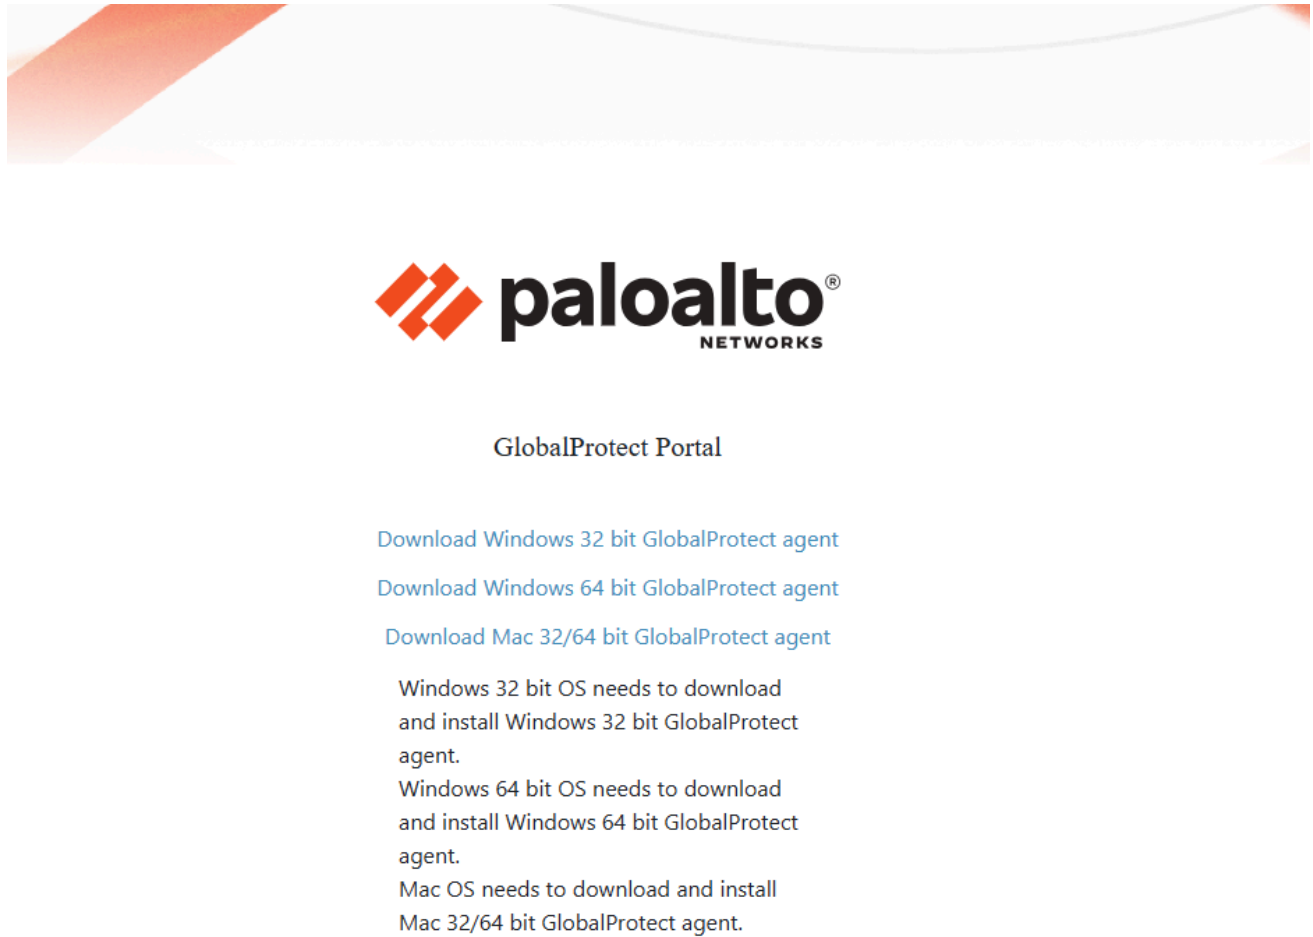 paloalto®
NETWORKS
GlobalProtect Portal
Download Windows 32 bit GlobalProtect agent
Download Windows 64 bit GlobalProtect agent
Download Mac 32/64 bit GlobalProtect agent
Windows 32 bit OS needs to download
and install Windows 32 bit GlobalProtect
agent.
Windows 64 bit OS needs to download
and install Windows 64 bit GlobalProtect
agent.
Mac OS needs to download and install
Mac 32/64 bit GlobalProtect agent.